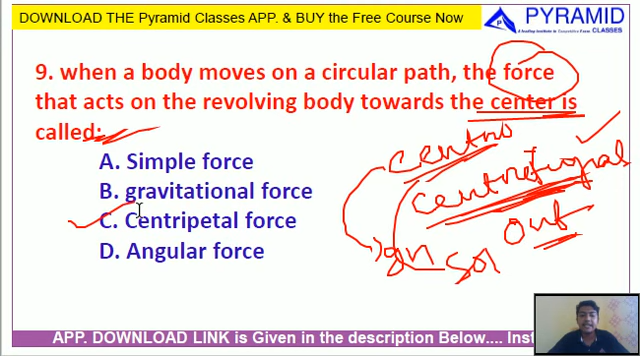 DOWNLOAD THE Pyramid Classes APP. & BUY the Free Course Now
PYRAMID
CLASSES
9. when a body moves on a circular path, the force
that acts on the revolving body towards the center is
called:
A. Simple force
B. gravitational force
C. Centripetal force
D. Angular force
centrifugal
out
APP. DOWNLOAD LINK is Given in the description Below.... Inst